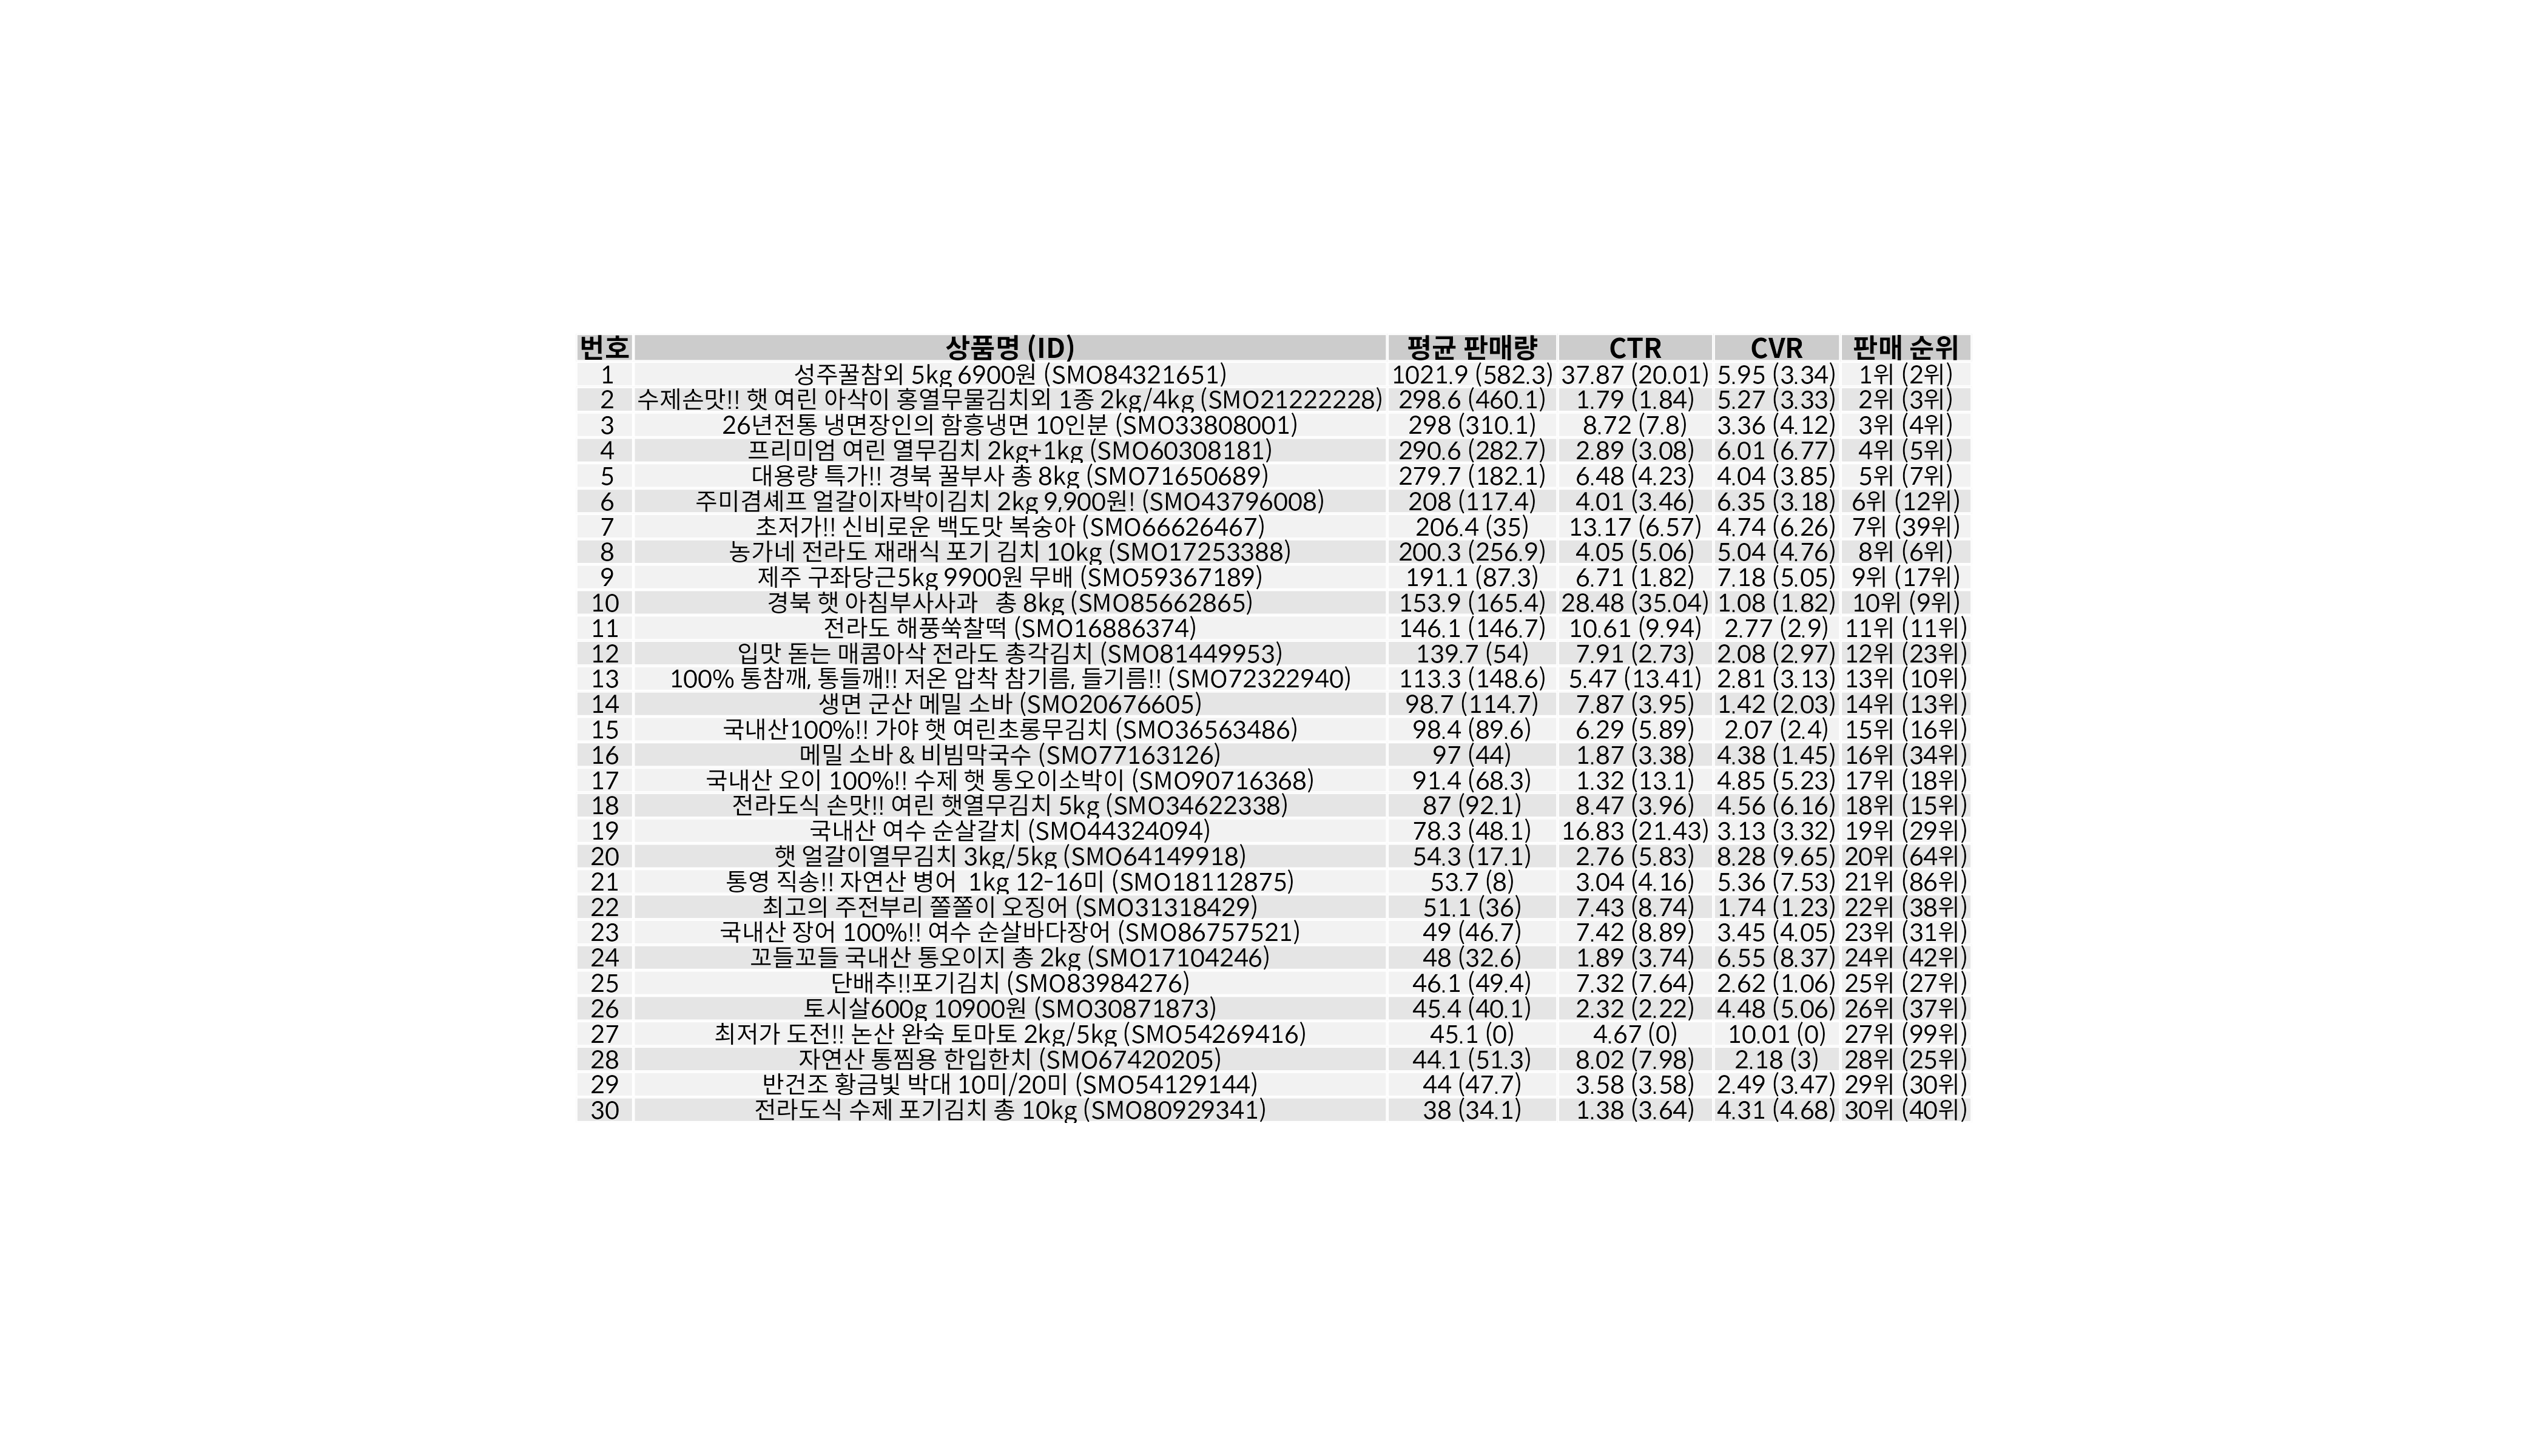 번호 상품명 (ID) 평균 판매량 CTR CVR 판매 순위
1 성주꿀참외 5kg 6900원 (SMO84321651) 1021.9 (582.3) 37.87 (20.01) 5.95 (3.34) 1위 (2위)
2 수제손맛!! 햇 여린 아삭이 홍열무물김치외 1종 2kg/4kg (SMO21222228) 298.6 (460.1) 1.79 (1.84) 5.27 (3.33) 2위 (3위)
3 26년전통 냉면장인의 함흥냉면 10인분 (SMO33808001) 298 (310.1) 8.72 (7.8) 3.36 (4.12) 3위 (4위)
4 프리미엄 여린 열무김치 2kg+1kg (SMO60308181) 290.6 (282.7) 2.89 (3.08) 6.01 (6.77) 4위 (5위)
5 대용량 특가!! 경북 꿀부사 총 8kg (SMO71650689) 279.7 (182.1) 6.48 (4.23) 4.04 (3.85) 5위 (7위)
6 주미겸셰프 얼갈이자박이김치 2kg 9,900원! (SMO43796008) 208 (117.4) 4.01 (3.46) 6.35 (3.18) 6위 (12위)
7 초저가!! 신비로운 백도맛 복숭아 (SMO66626467) 206.4 (35) 13.17 (6.57) 4.74 (6.26) 7위 (39위)
8 농가네 전라도 재래식 포기 김치 10kg (SMO17253388) 200.3 (256.9) 4.05 (5.06) 5.04 (4.76) 8위 (6위)
9 제주 구좌당근5kg 9900원 무배 (SMO59367189) 191.1 (87.3) 6.71 (1.82) 7.18 (5.05) 9위 (17위)
10 경북 햇 아침부사사과 총 8kg (SMO85662865) 153.9 (165.4) 28.48 (35.04) 1.08 (1.82) 10위 (9위)
11 전라도 해풍쑥찰떡 (SMO16886374) 146.1 (146.7) 10.61 (9.94) 2.77 (2.9) 11위 (11위)
12 입맛 돋는 매콤아삭 전라도 총각김치 (SMO81449953) 139.7 (54) 7.91 (2.73) 2.08 (2.97) 12위 (23위)
13 100% 통참깨, 통들깨!! 저온 압착 참기름, 들기름!! (SMO72322940) 113.3 (148.6) 5.47 (13.41) 2.81 (3.13) 13위 (10위)
14 생면 군산 메밀 소바 (SMO20676605) 98.7 (114.7) 7.87 (3.95) 1.42 (2.03) 14위 (13위)
15 국내산100%!! 가야 햇 여린초롱무김치 (SMO36563486) 98.4 (89.6) 6.29 (5.89) 2.07 (2.4) 15위 (16위)
16 메밀 소바 & 비빔막국수 (SMO77163126) 97 (44) 1.87 (3.38) 4.38 (1.45) 16위 (34위)
17 국내산 오이 100%!! 수제 햇 통오이소박이 (SMO90716368) 91.4 (68.3) 1.32 (13.1) 4.85 (5.23) 17위 (18위)
18 전라도식 손맛!! 여린 햇열무김치 5kg (SMO34622338) 87 (92.1) 8.47 (3.96) 4.56 (6.16) 18위 (15위)
19 국내산 여수 순살갈치 (SMO44324094) 78.3 (48.1) 16.83 (21.43) 3.13 (3.32) 19위 (29위)
20 햇 얼갈이열무김치 3kg/5kg (SMO64149918) 54.3 (17.1) 2.76 (5.83) 8.28 (9.65) 20위 (64위)
21 통영 직송!! 자연산 병어 1kg 12-16미 (SMO18112875) 53.7 (8) 3.04 (4.16) 5.36 (7.53) 21위 (86위)
22 최고의 주전부리 쫄쫄이 오징어 (SMO31318429) 51.1 (36) 7.43 (8.74) 1.74 (1.23) 22위 (38위)
23 국내산 장어 100%!! 여수 순살바다장어 (SMO86757521) 49 (46.7) 7.42 (8.89) 3.45 (4.05) 23위 (31위)
24 꼬들꼬들 국내산 통오이지 총 2kg (SMO17104246) 48 (32.6) 1.89 (3.74) 6.55 (8.37) 24위 (42위)
25 단배추!!포기김치 (SMO83984276) 46.1 (49.4) 7.32 (7.64) 2.62 (1.06) 25위 (27위)
26 토시살600g 10900원 (SMO30871873) 45.4 (40.1) 2.32 (2.22) 4.48 (5.06) 26위 (37위)
27 최저가 도전!! 논산 완숙 토마토 2kg/5kg (SMO54269416) 45.1 (0) 4.67 (0) 10.01 (0) 27위 (99위)
28 자연산 통찜용 한입한치 (SMO67420205) 44.1 (51.3) 8.02 (7.98) 2.18 (3) 28위 (25위)
29 반건조 황금빛 박대 10미/20미 (SMO54129144) 44 (47.7) 3.58 (3.58) 2.49 (3.47) 29위 (30위)
30 전라도식 수제 포기김치 총 10kg (SMO80929341) 38 (34.1) 1.38 (3.64) 4.31 (4.68) 30위 (40위)